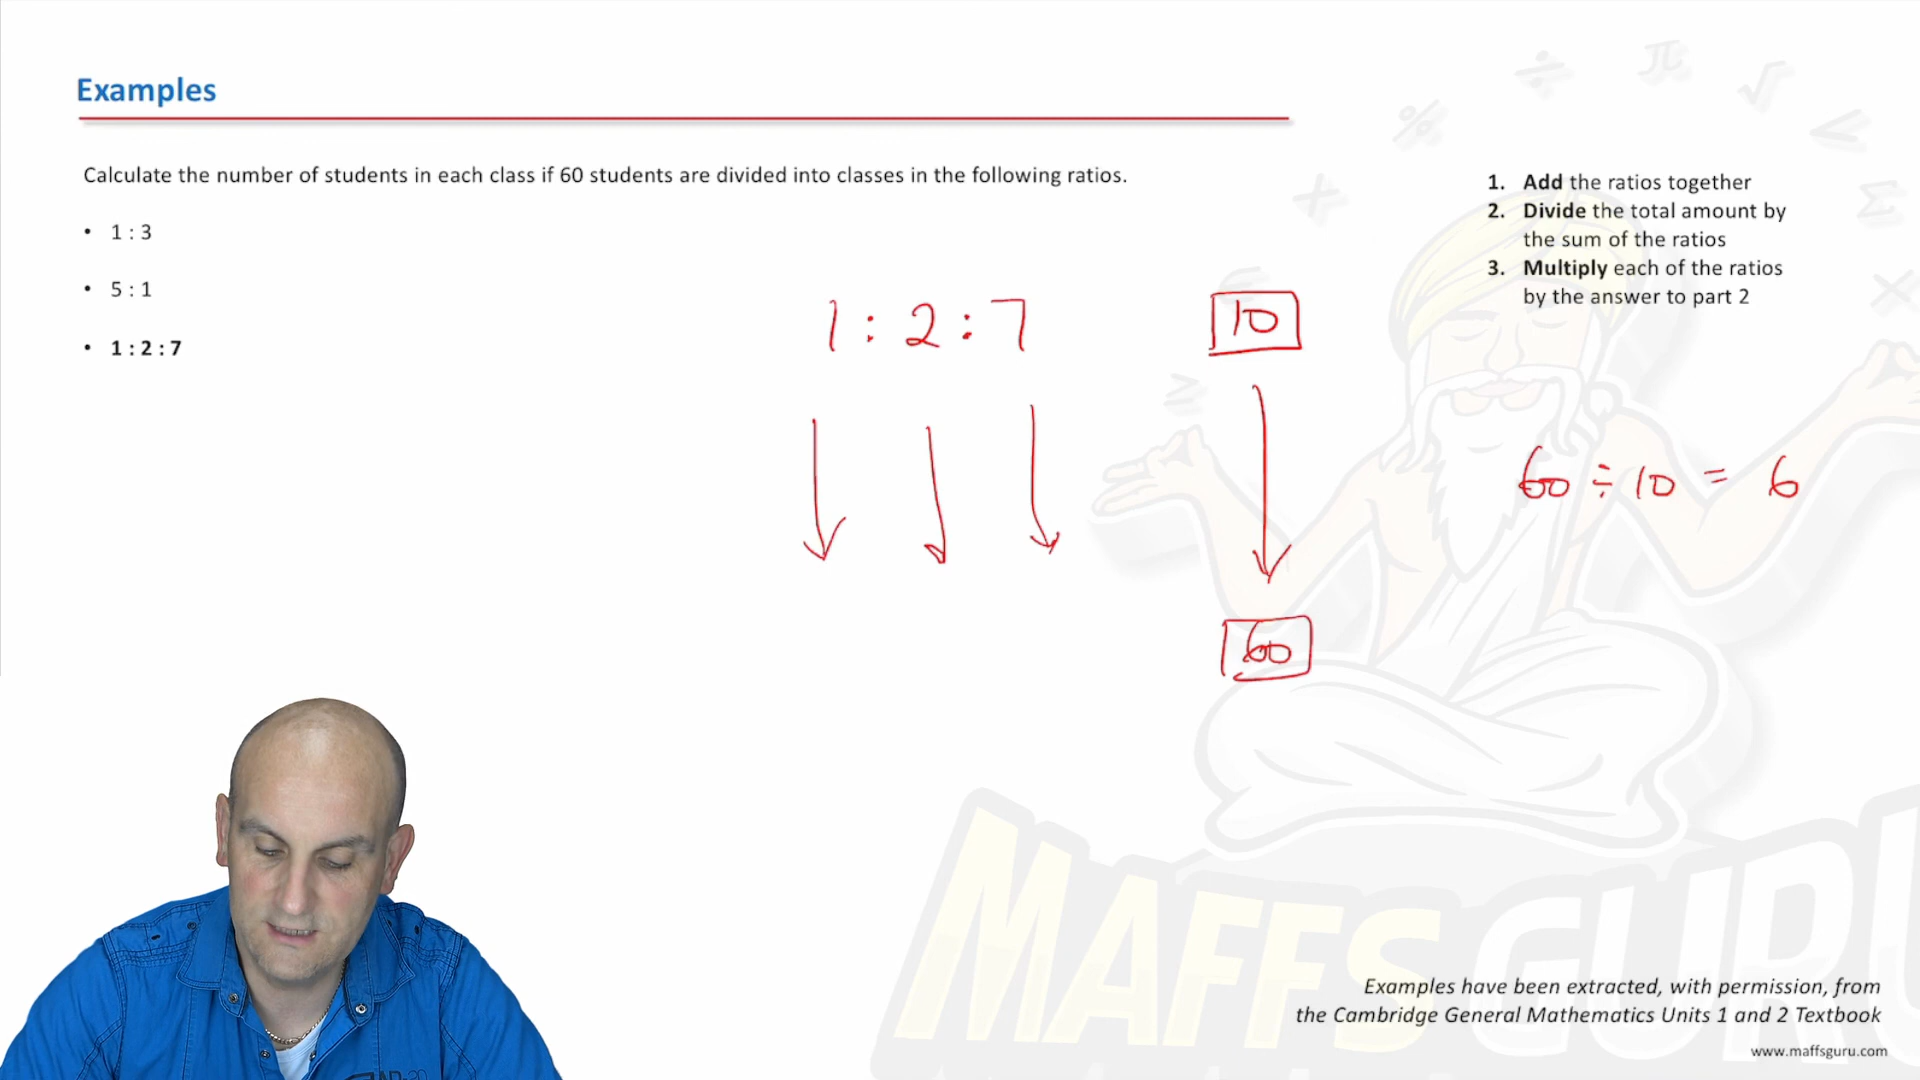 Examples
Calculate the number of students in each class if 60 students are divided into classes in the following ratios.
• 1 : 3
• 5 : 1
• 1 : 2 : 7
1. Add the ratios together
2. Divide the total amount by
the sum of the ratios
3. Multiply each of the ratios
by the answer to part 2
1 : 2 : 7
10
60 ÷ 10 = 6
60
MAFFS GURU
Examples have been extracted, with permission, from
the Cambridge General Mathematics Units 1 and 2 Textbook
www.maffsguru.com